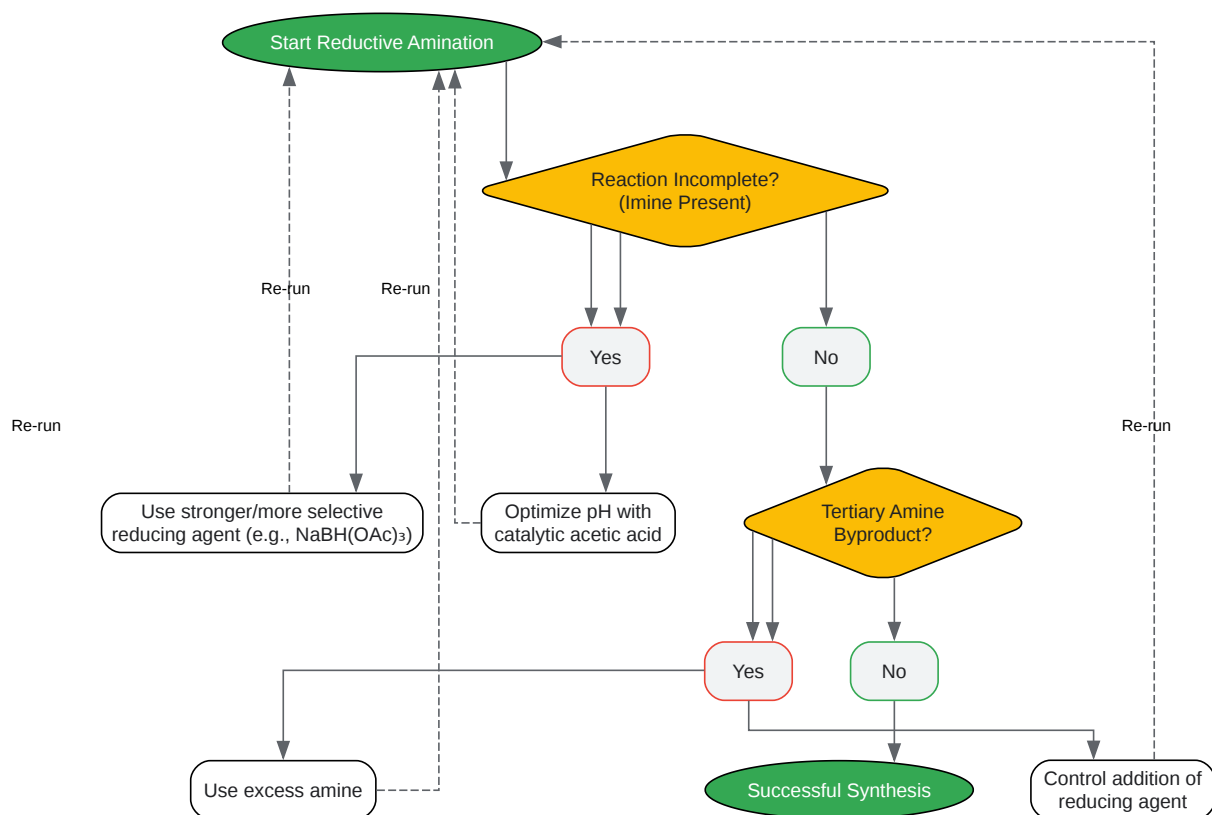 Start Reductive Amination
Reaction Incomplete?
(Imine Present)
Re-run
Re-run
Yes
No
Re-run
Re-run
Use stronger/more selective
reducing agent (e.g., NaBH(OAc)₃)
Optimize pH with
catalytic acetic acid
Tertiary Amine
Byproduct?
Yes
No
Use excess amine
Successful Synthesis
Control addition of
reducing agent